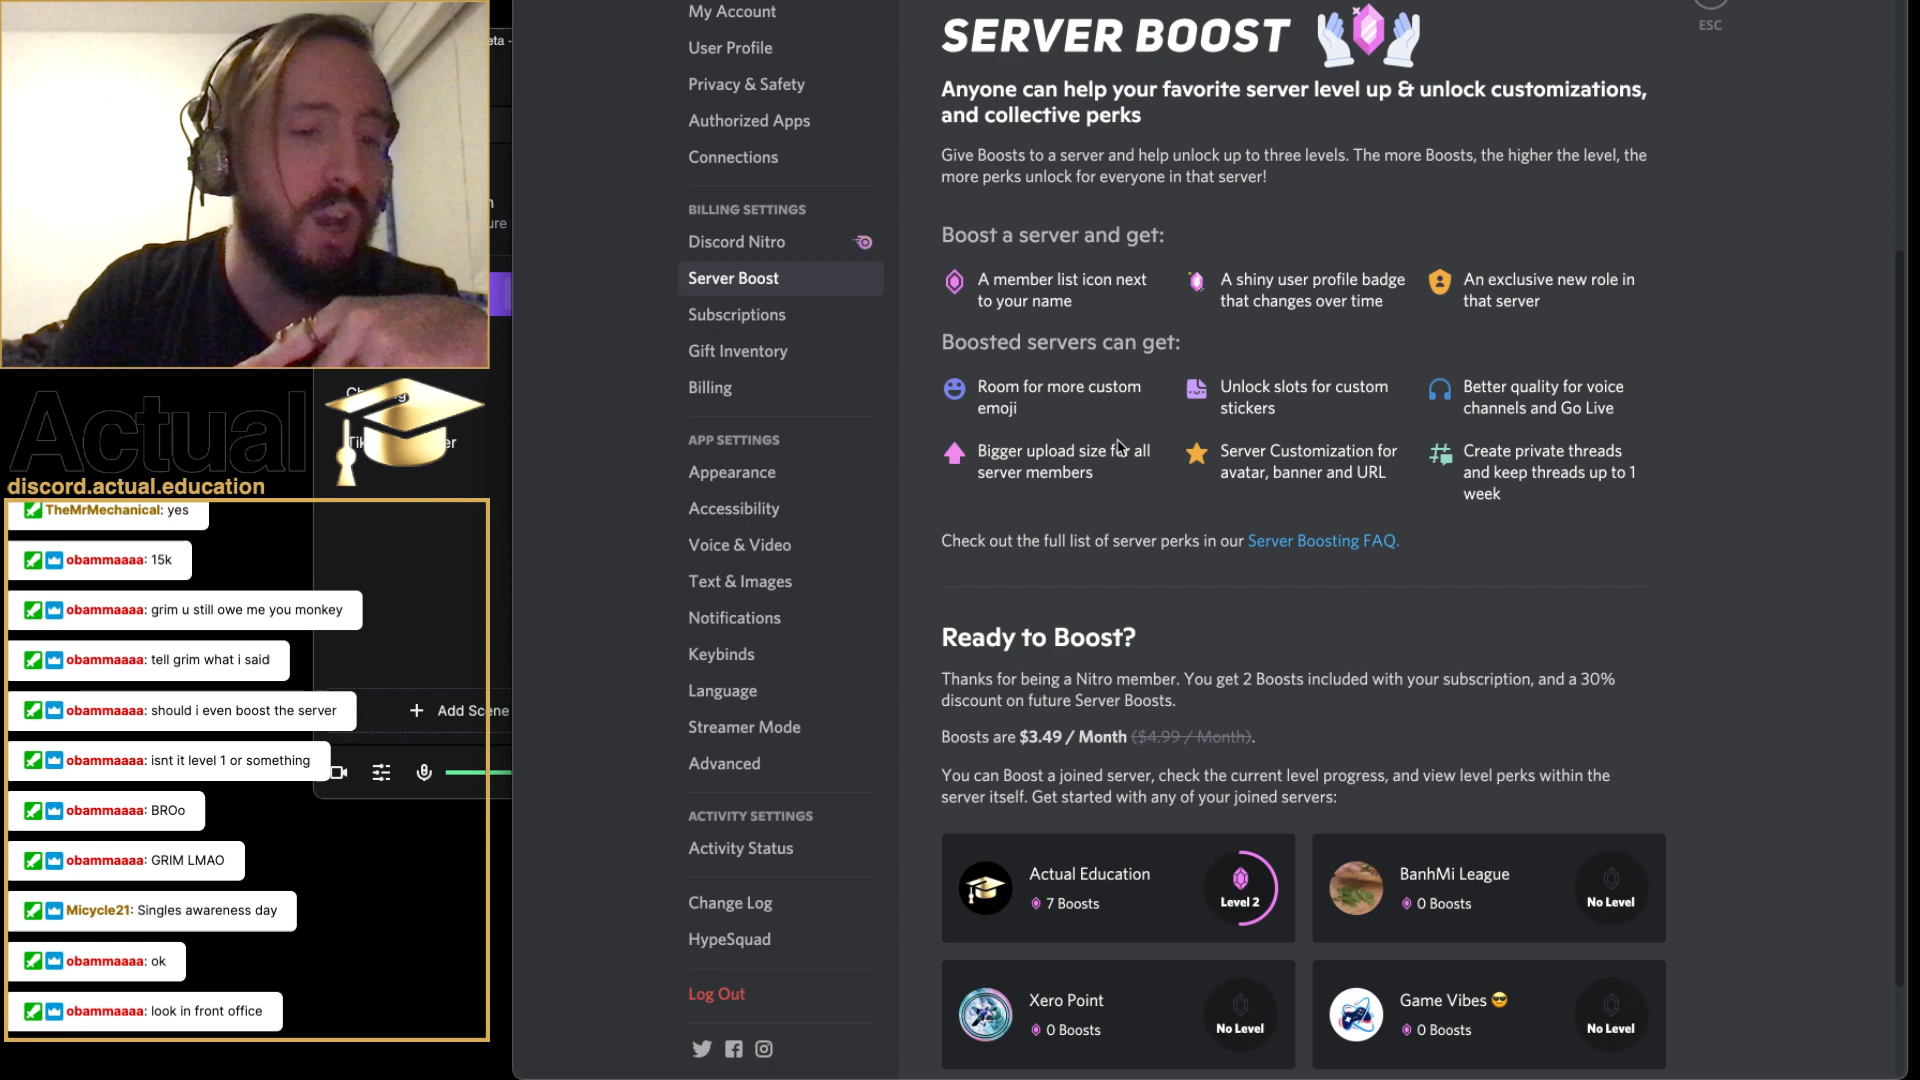 eta -
n
ure
Actual
discord.actual.education
TheMrMechanical: yes
obammaaaa: 15k
obammaaaa: grim u still owe me you monkey
obammaaaa: tell grim what i said
obammaaaa: should i even boost the server
obammaaaa: isnt it level 1 or something
obammaaaa: BROo
obammaaaa: GRIM LMAO
Micycle21: Singles awareness day
obammaaaa: ok
obammaaaa: look in front office
+ Add Scene
My Account
User Profile
Privacy & Safety
Authorized Apps
Connections
BILLING SETTINGS
Discord Nitro
Server Boost
Subscriptions
Gift Inventory
Billing
APP SETTINGS
Appearance
Accessibility
Voice & Video
Text & Images
Notifications
Keybinds
Language
Streamer Mode
Advanced
ACTIVITY SETTINGS
Activity Status
Change Log
HypeSquad
Log Out
SERVER BOOST
ESC
Anyone can help your favorite server level up & unlock customizations,
and collective perks
Give Boosts to a server and help unlock up to three levels. The more Boosts, the higher the level, the
more perks unlock for everyone in that server!
Boost a server and get:
A member list icon next
to your name
A shiny user profile badge
that changes over time
An exclusive new role in
that server
Boosted servers can get:
Room for more custom
emoji
Unlock slots for custom
stickers
Better quality for voice
channels and Go Live
Bigger upload size for all
server members
Server Customization for
avatar, banner and URL
Create private threads
and keep threads up to 1
week
Check out the full list of server perks in our Server Boosting FAQ.
Ready to Boost?
Thanks for being a Nitro member. You get 2 Boosts included with your subscription, and a 30%
discount on future Server Boosts.
Boosts are $3.49 / Month ($4.99 / Month).
You can Boost a joined server, check the current level progress, and view level perks within the
server itself. Get started with any of your joined servers:
Actual Education
7 Boosts
Level 2
BanhMi League
0 Boosts
No Level
Xero Point
0 Boosts
No Level
Game Vibes 😎
0 Boosts
No Level